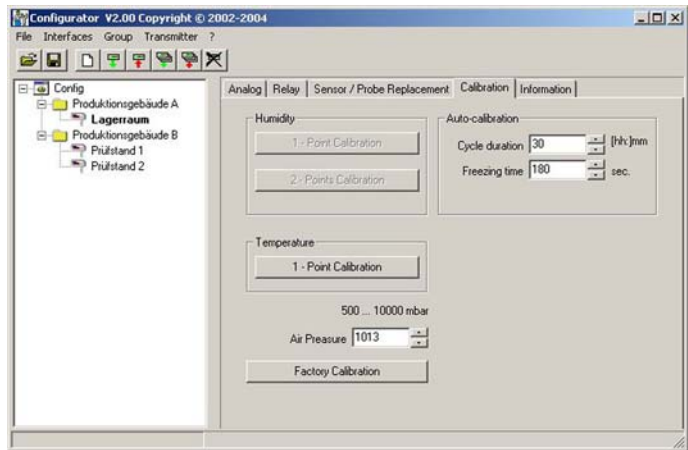 Configurator V2.00 Copyright © 2002-2004
File Interfaces Group Transmitter ?
Config
Produktionsgebäude A
Lagerraum
Produktionsgebäude B
Prüfstand 1
Prüfstand 2
Analog Relay Sensor / Probe Replacement Calibration Information
Humidity
1 - Point Calibration
2 - Points Calibration
Auto-calibration
Cycle duration 30 [hh:]mm
Freezing time 180 sec.
Temperature
1 - Point Calibration
500 ... 10000 mbar
Air Preasure 1013
Factory Calibration